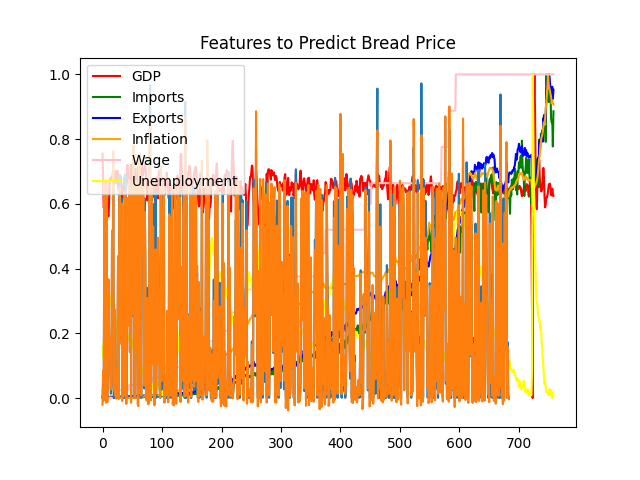 Features to Predict Bread Price
GDP
Imports
Exports
Inflation
Wage
Unemployment
1.0
0.8
0.6
0.4
0.2
0.0
0 100 200 300 400 500 600 700